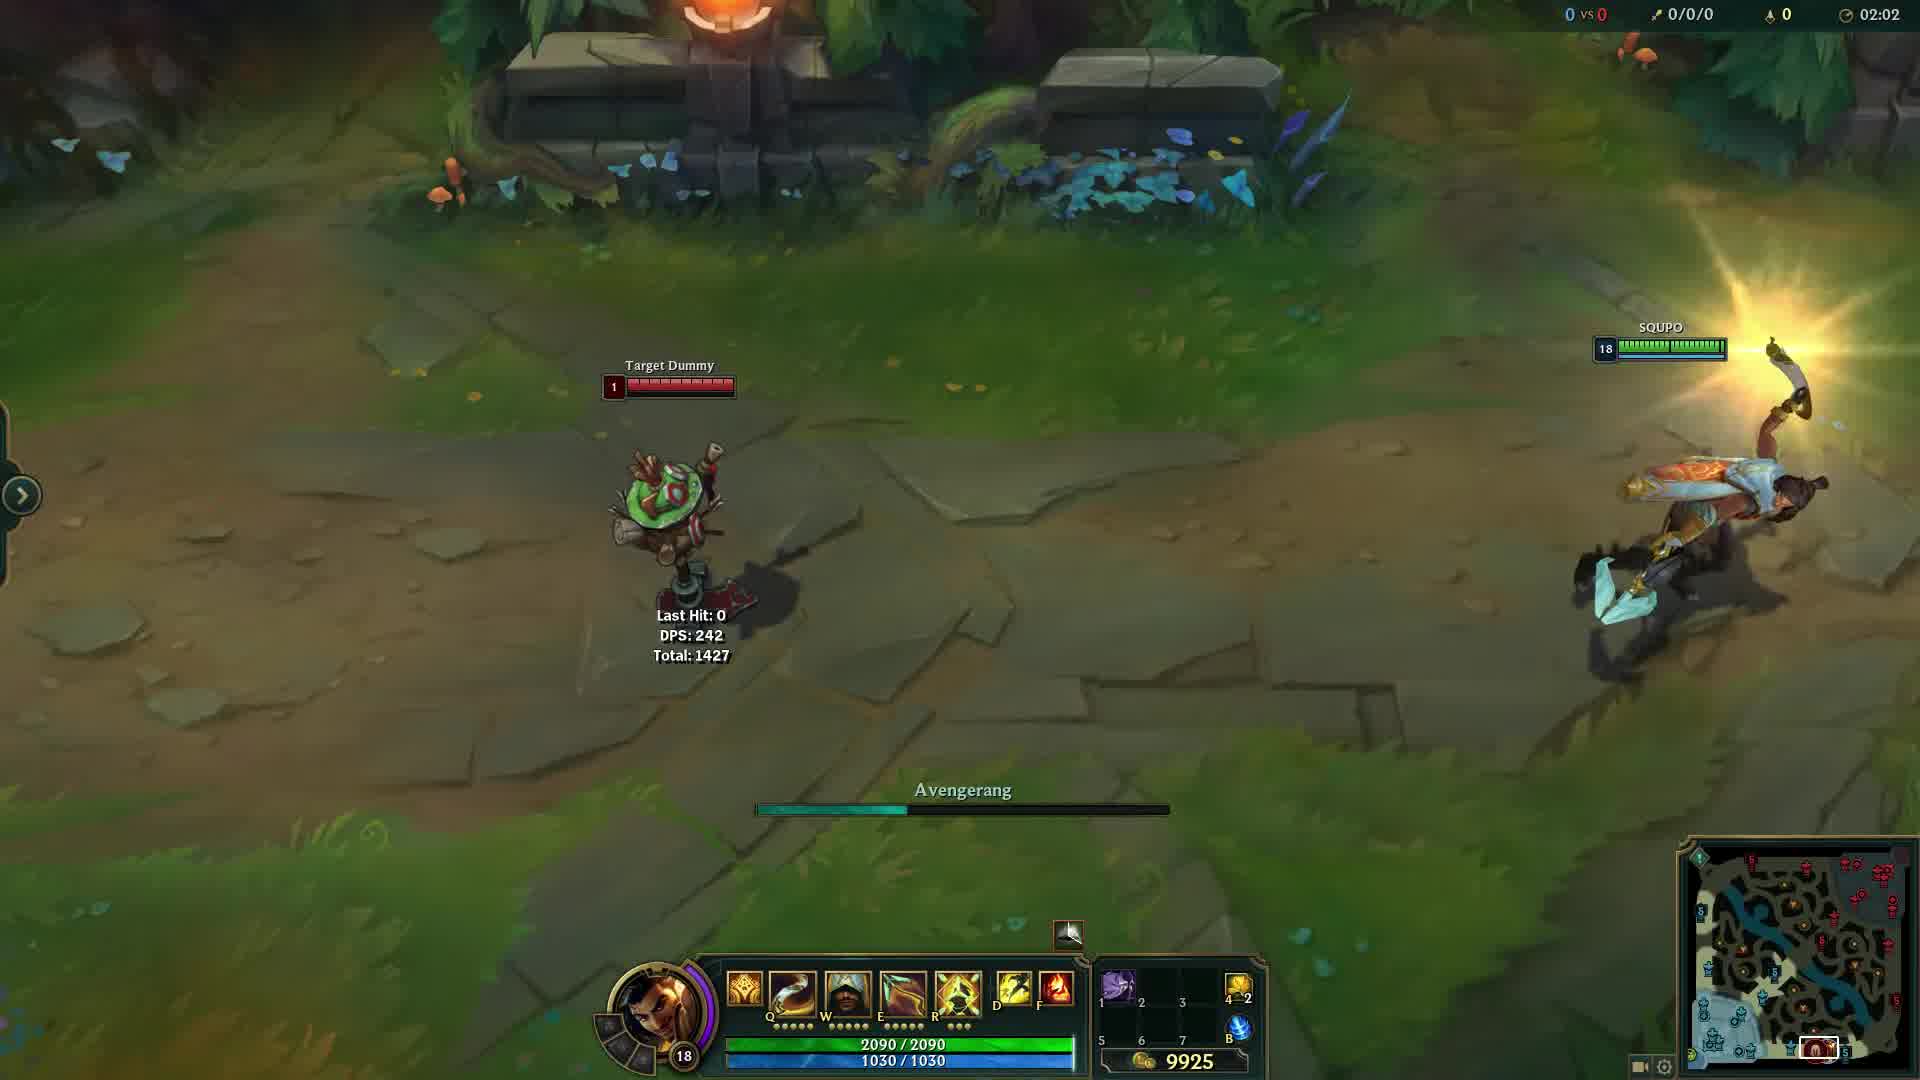 0 vs 0 0/0/0 0 02:02
SQUPO
18
Target Dummy
1
Last Hit: 0
DPS: 242
Total: 1427
Avengerang
Q W E R D F
1 2 3 4 2
5 6 7 B
18
2090 / 2090
1030 / 1030
9925